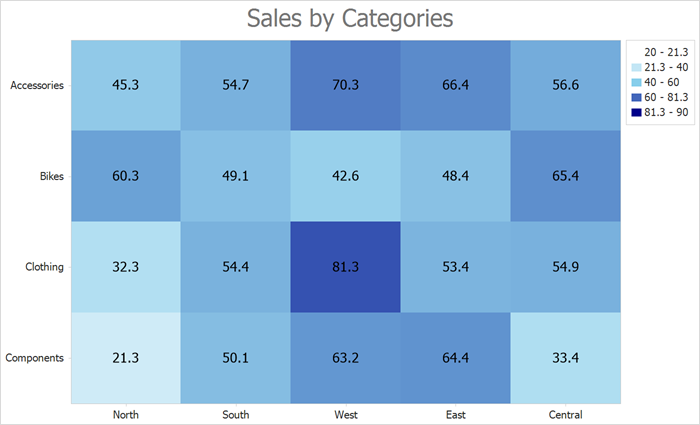 Sales by Categories
20 - 21.3
21.3 - 40
40 - 60
60 - 81.3
81.3 - 90
Accessories 45.3 54.7 70.3 66.4 56.6
Bikes 60.3 49.1 42.6 48.4 65.4
Clothing 32.3 54.4 81.3 53.4 54.9
Components 21.3 50.1 63.2 64.4 33.4
North South West East Central